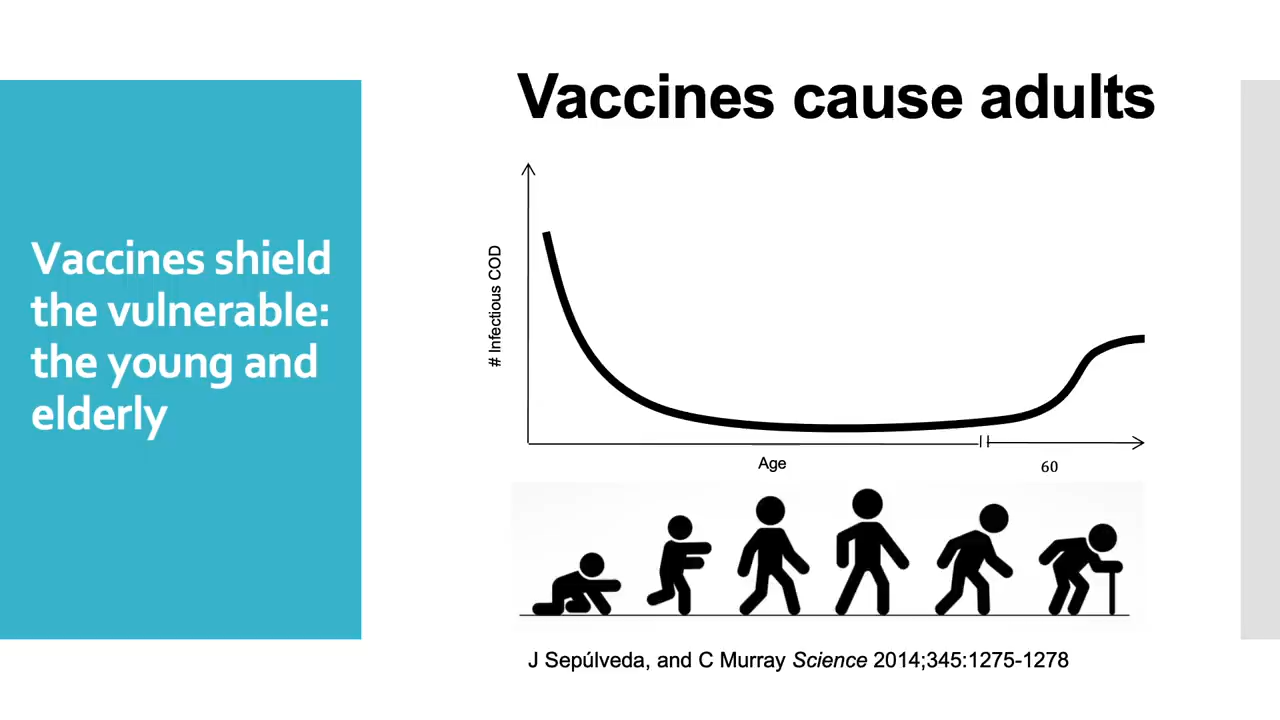 Vaccines shield
the vulnerable:
the young and
elderly
Vaccines cause adults
# Infectious COD
Age
60
J Sepúlveda, and C Murray Science 2014;345:1275-1278